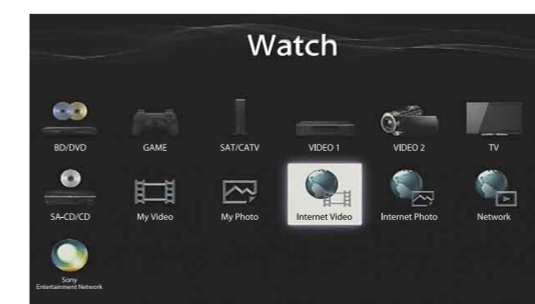 Watch
BD/DVD
GAME
SAT/CATV
VIDEO 1
VIDEO 2
TV
SA-CD/CD
My Video
My Photo
Internet Video
Internet Photo
Network
Sony
Entertainment Network